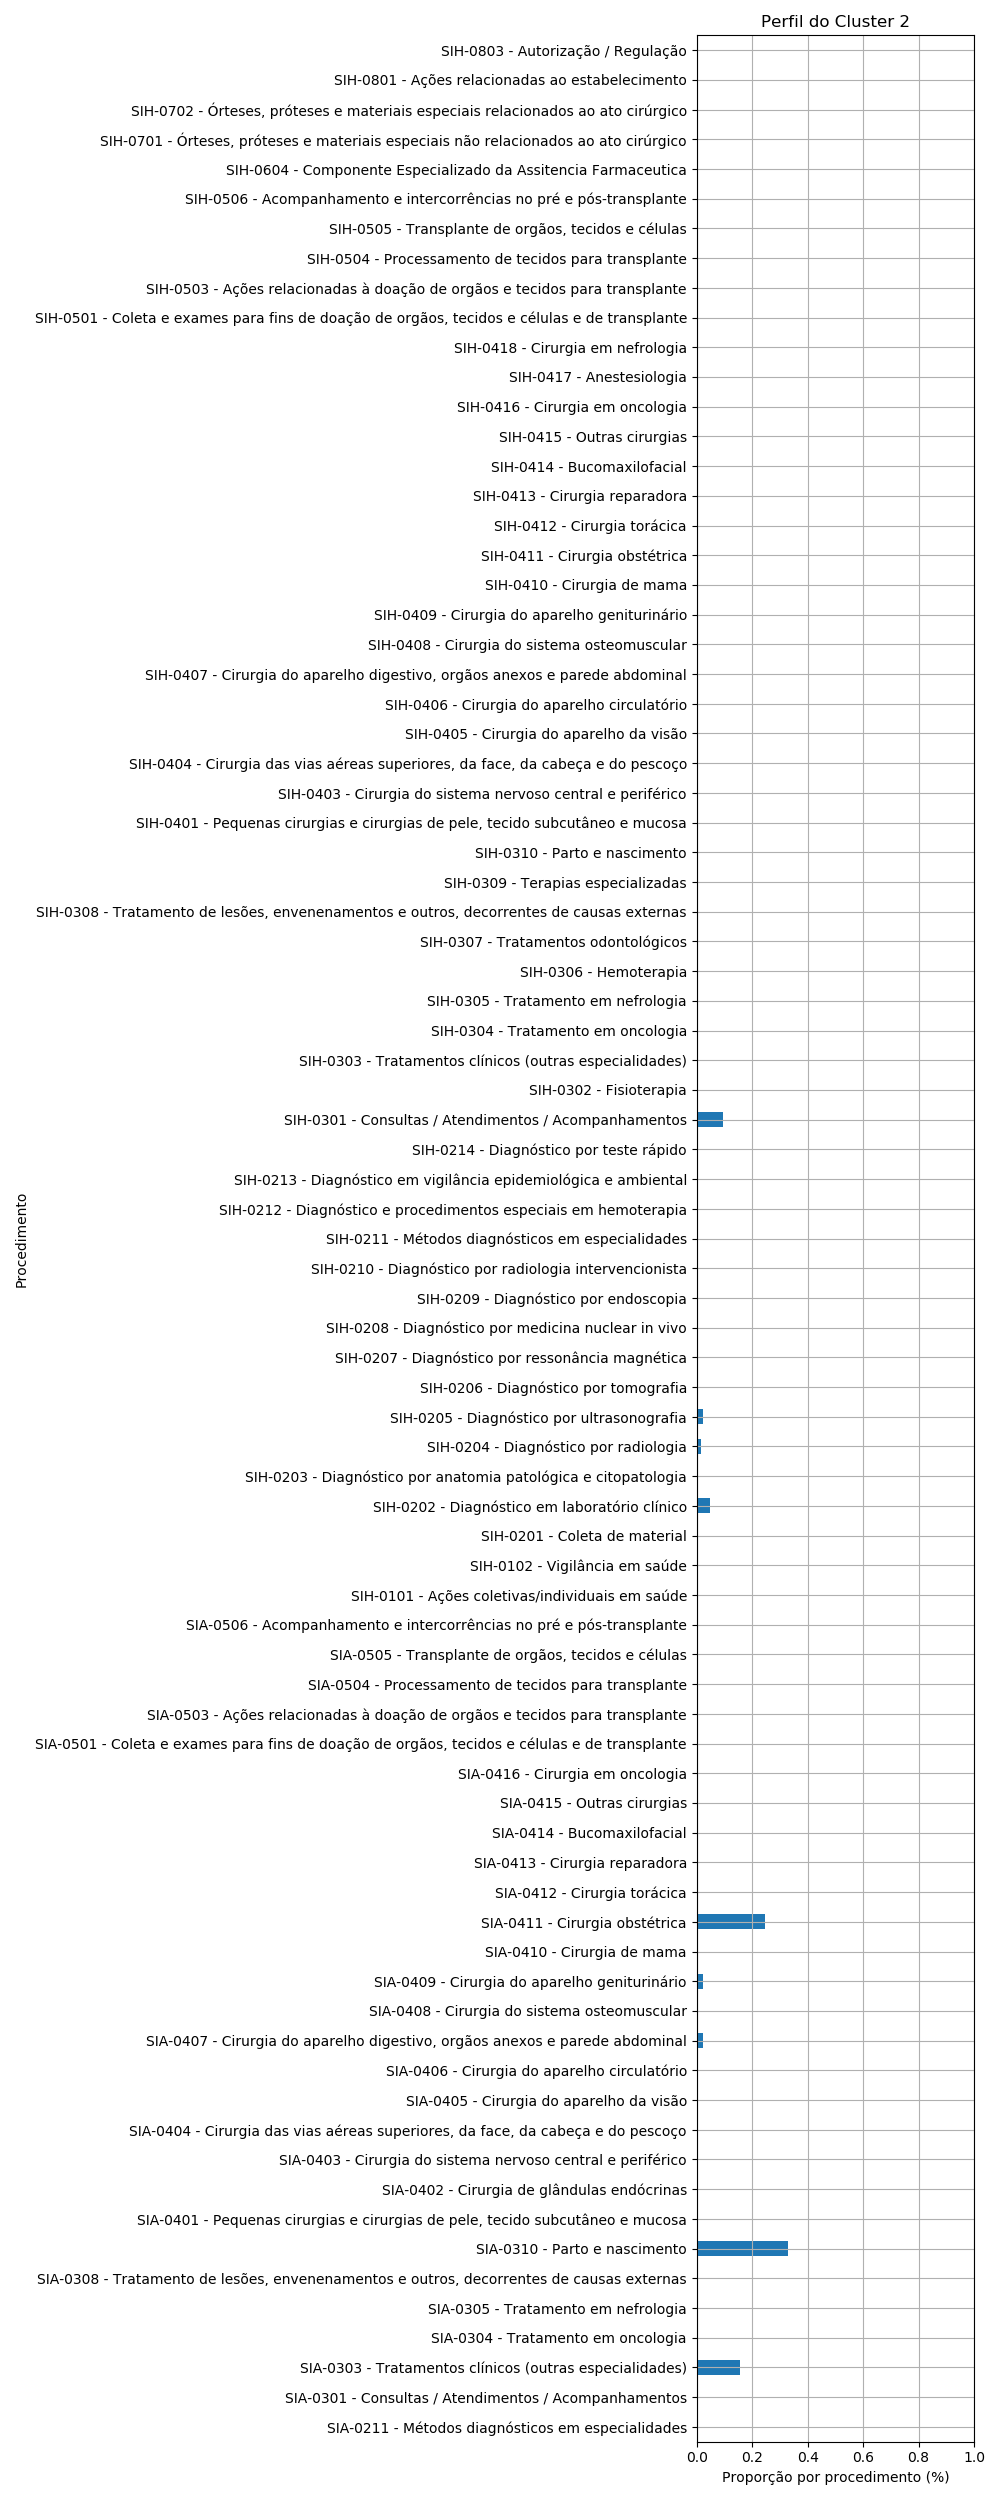 Perfil do Cluster 2
SIH-0803 - Autorização / Regulação
SIH-0801 - Ações relacionadas ao estabelecimento
SIH-0702 - Órteses, próteses e materiais especiais relacionados ao ato cirúrgico
SIH-0701 - Órteses, próteses e materiais especiais não relacionados ao ato cirúrgico
SIH-0604 - Componente Especializado da Assitencia Farmaceutica
SIH-0506 - Acompanhamento e intercorrências no pré e pós-transplante
SIH-0505 - Transplante de orgãos, tecidos e células
SIH-0504 - Processamento de tecidos para transplante
SIH-0503 - Ações relacionadas à doação de orgãos e tecidos para transplante
SIH-0501 - Coleta e exames para fins de doação de orgãos, tecidos e células e de transplante
SIH-0418 - Cirurgia em nefrologia
SIH-0417 - Anestesiologia
SIH-0416 - Cirurgia em oncologia
SIH-0415 - Outras cirurgias
SIH-0414 - Bucomaxilofacial
SIH-0413 - Cirurgia reparadora
SIH-0412 - Cirurgia torácica
SIH-0411 - Cirurgia obstétrica
SIH-0410 - Cirurgia de mama
SIH-0409 - Cirurgia do aparelho geniturinário
SIH-0408 - Cirurgia do sistema osteomuscular
SIH-0407 - Cirurgia do aparelho digestivo, orgãos anexos e parede abdominal
SIH-0406 - Cirurgia do aparelho circulatório
SIH-0405 - Cirurgia do aparelho da visão
SIH-0404 - Cirurgia das vias aéreas superiores, da face, da cabeça e do pescoço
SIH-0403 - Cirurgia do sistema nervoso central e periférico
SIH-0401 - Pequenas cirurgias e cirurgias de pele, tecido subcutâneo e mucosa
SIH-0310 - Parto e nascimento
SIH-0309 - Terapias especializadas
SIH-0308 - Tratamento de lesões, envenenamentos e outros, decorrentes de causas externas
SIH-0307 - Tratamentos odontológicos
SIH-0306 - Hemoterapia
SIH-0305 - Tratamento em nefrologia
SIH-0304 - Tratamento em oncologia
SIH-0303 - Tratamentos clínicos (outras especialidades)
SIH-0302 - Fisioterapia
SIH-0301 - Consultas / Atendimentos / Acompanhamentos
SIH-0214 - Diagnóstico por teste rápido
SIH-0213 - Diagnóstico em vigilância epidemiológica e ambiental
SIH-0212 - Diagnóstico e procedimentos especiais em hemoterapia
SIH-0211 - Métodos diagnósticos em especialidades
SIH-0210 - Diagnóstico por radiologia intervencionista
SIH-0209 - Diagnóstico por endoscopia
SIH-0208 - Diagnóstico por medicina nuclear in vivo
SIH-0207 - Diagnóstico por ressonância magnética
SIH-0206 - Diagnóstico por tomografia
SIH-0205 - Diagnóstico por ultrasonografia
SIH-0204 - Diagnóstico por radiologia
SIH-0203 - Diagnóstico por anatomia patológica e citopatologia
SIH-0202 - Diagnóstico em laboratório clínico
SIH-0201 - Coleta de material
SIH-0102 - Vigilância em saúde
SIH-0101 - Ações coletivas/individuais em saúde
SIA-0506 - Acompanhamento e intercorrências no pré e pós-transplante
SIA-0505 - Transplante de orgãos, tecidos e células
SIA-0504 - Processamento de tecidos para transplante
SIA-0503 - Ações relacionadas à doação de orgãos e tecidos para transplante
SIA-0501 - Coleta e exames para fins de doação de orgãos, tecidos e células e de transplante
SIA-0416 - Cirurgia em oncologia
SIA-0415 - Outras cirurgias
SIA-0414 - Bucomaxilofacial
SIA-0413 - Cirurgia reparadora
SIA-0412 - Cirurgia torácica
SIA-0411 - Cirurgia obstétrica
SIA-0410 - Cirurgia de mama
SIA-0409 - Cirurgia do aparelho geniturinário
SIA-0408 - Cirurgia do sistema osteomuscular
SIA-0407 - Cirurgia do aparelho digestivo, orgãos anexos e parede abdominal
SIA-0406 - Cirurgia do aparelho circulatório
SIA-0405 - Cirurgia do aparelho da visão
SIA-0404 - Cirurgia das vias aéreas superiores, da face, da cabeça e do pescoço
SIA-0403 - Cirurgia do sistema nervoso central e periférico
SIA-0402 - Cirurgia de glândulas endócrinas
SIA-0401 - Pequenas cirurgias e cirurgias de pele, tecido subcutâneo e mucosa
SIA-0310 - Parto e nascimento
SIA-0308 - Tratamento de lesões, envenenamentos e outros, decorrentes de causas externas
SIA-0305 - Tratamento em nefrologia
SIA-0304 - Tratamento em oncologia
SIA-0303 - Tratamentos clínicos (outras especialidades)
SIA-0301 - Consultas / Atendimentos / Acompanhamentos
SIA-0211 - Métodos diagnósticos em especialidades
Procedimento
0.0 0.2 0.4 0.6 0.8 1.0
Proporção por procedimento (%)